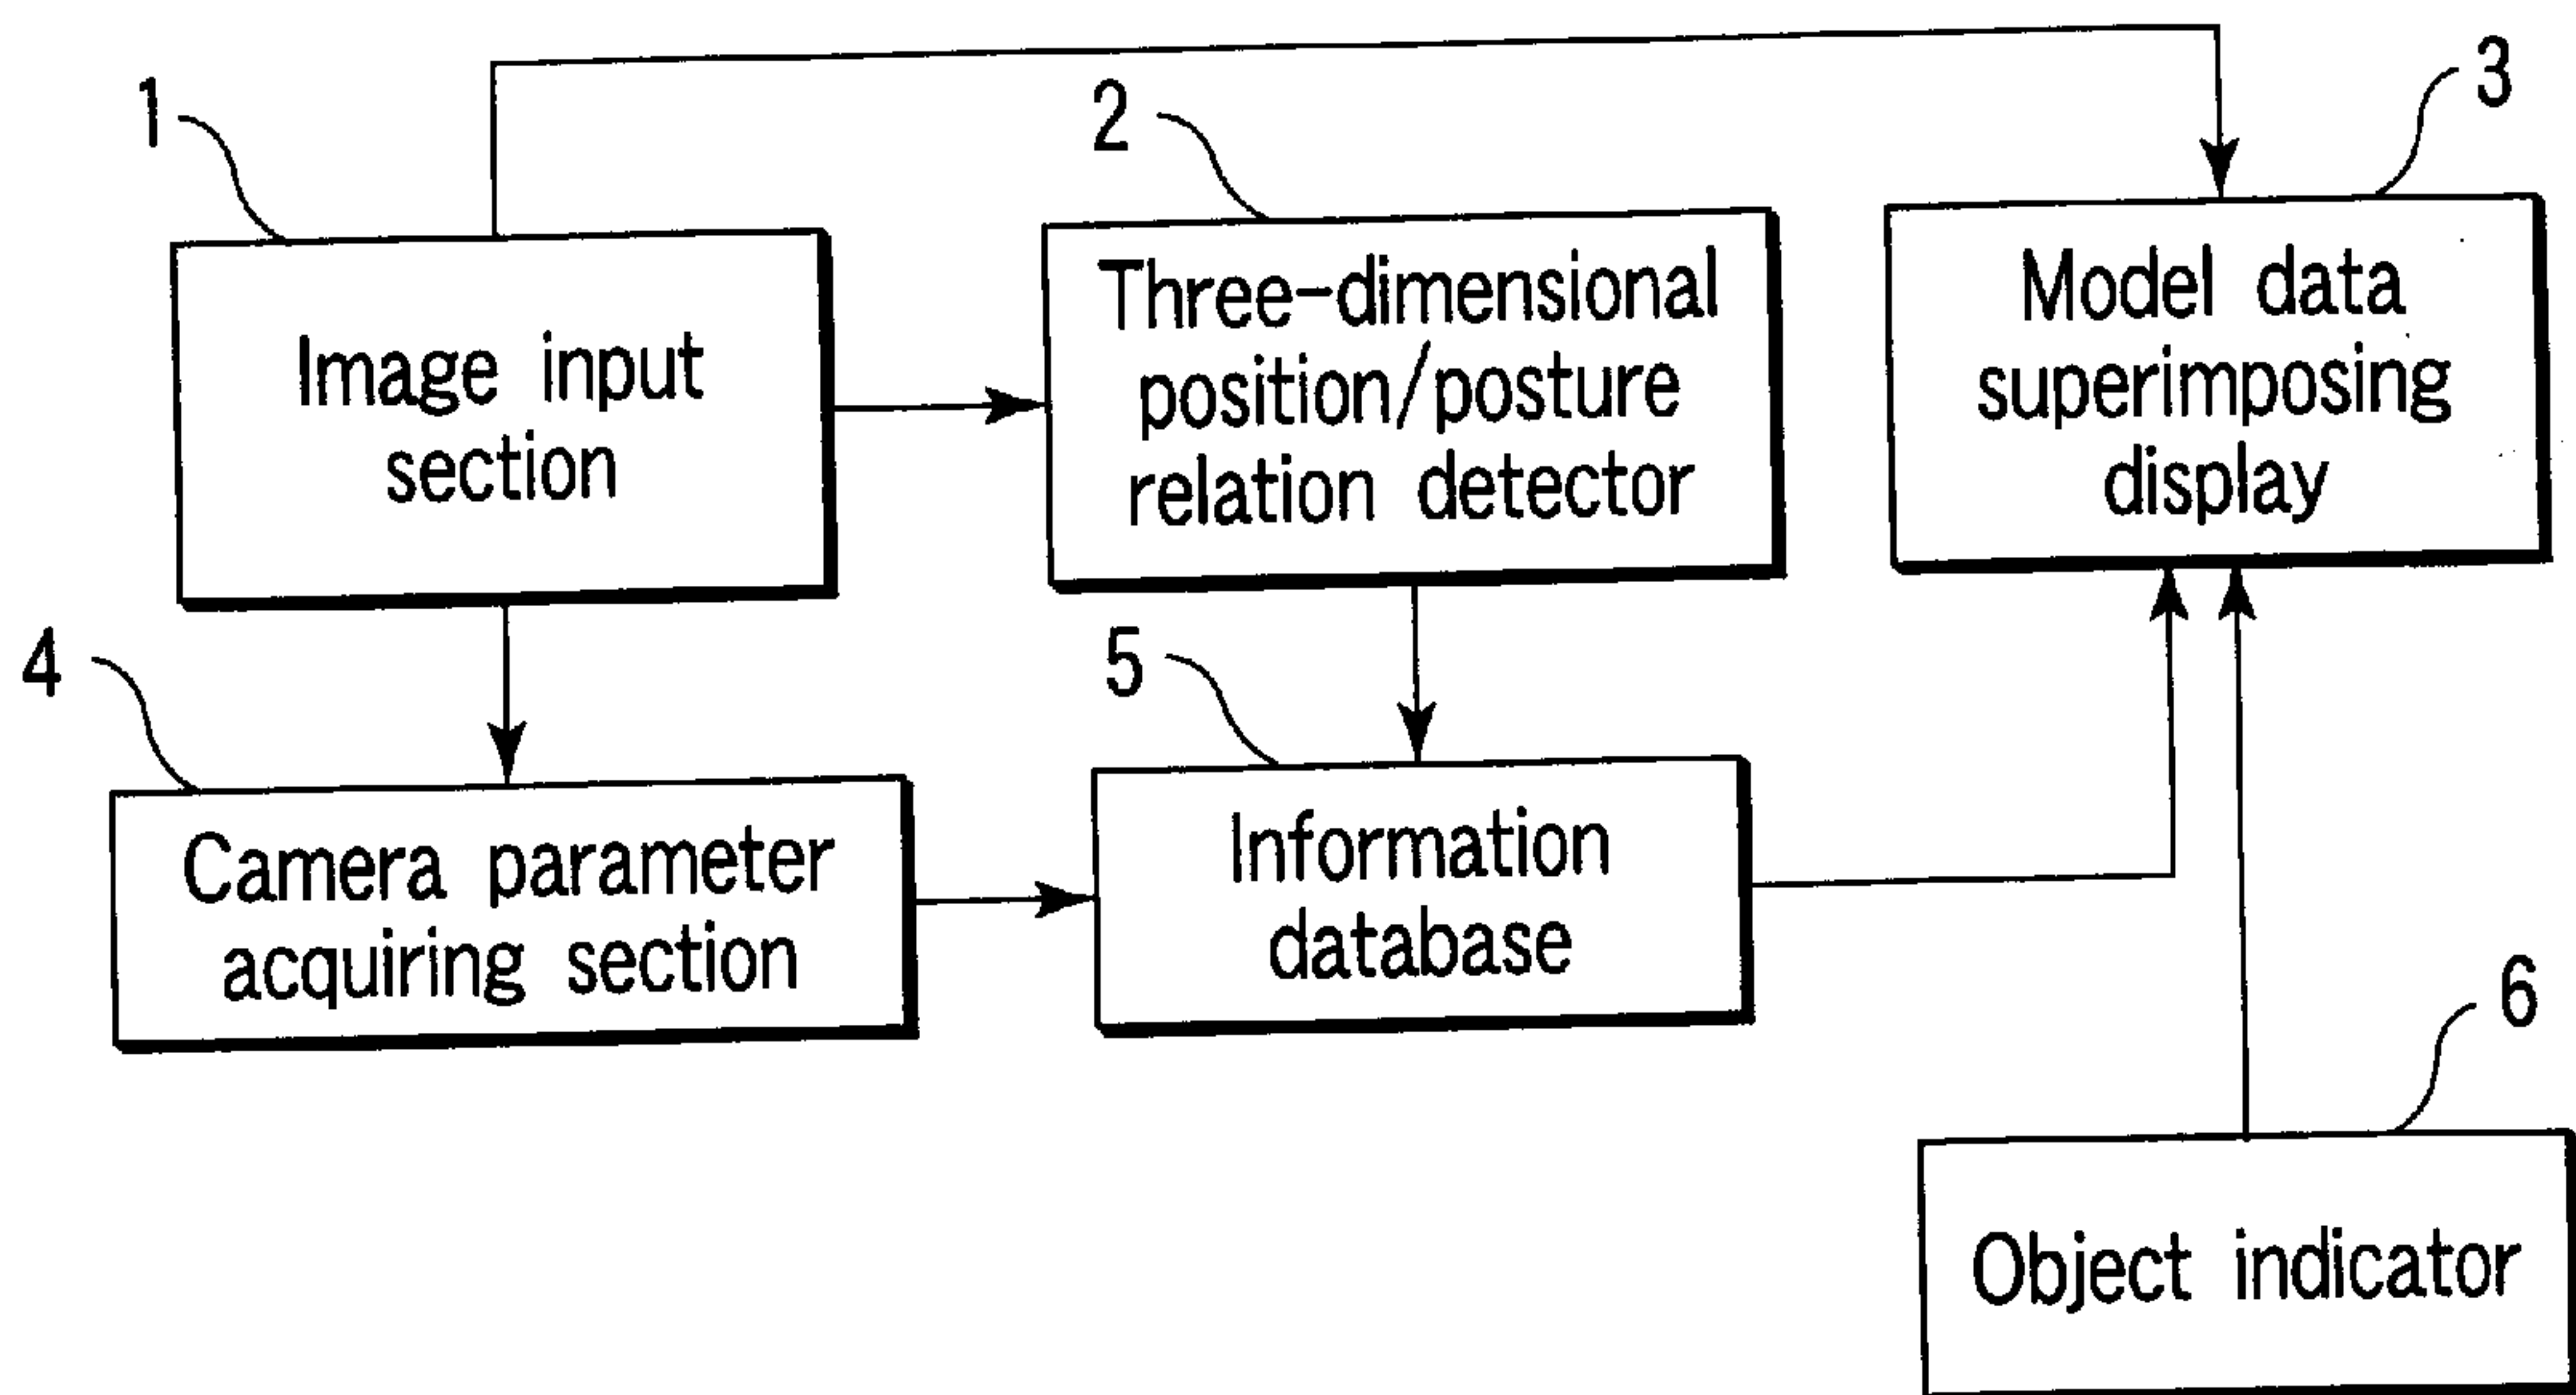 1
2
3
Image input
section
Three-dimensional
position/posture
relation detector
Model data
superimposing
display
4
5
Camera parameter
acquiring section
Information
database
6
Object indicator